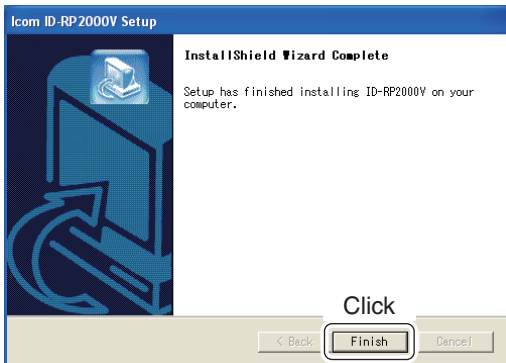 Icom ID-RP2000V Setup
InstallShield Wizard Complete
Setup has finished installing ID-RP2000V on your
computer.
Click
< Back Finish Cancel